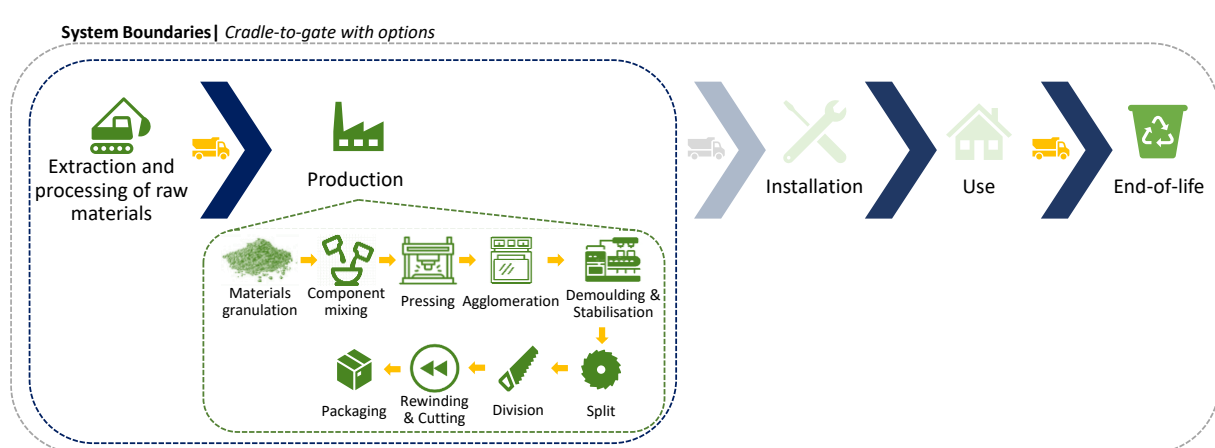 System Boundaries| Cradle-to-gate with options
Extraction and
processing of raw
materials
Production
Installation
Use
End-of-life
Materials
granulation
Component
mixing
Pressing
Agglomeration
Demoulding &
Stabilisation
Packaging
Rewinding
& Cutting
Division
Split